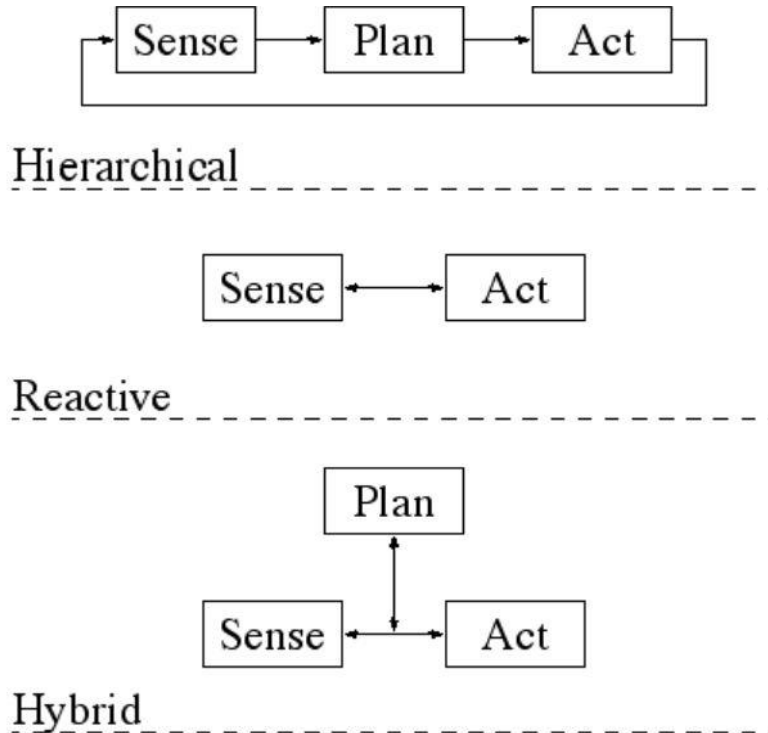 Sense Plan Act
Hierarchical
Sense Act
Reactive
Plan
Sense Act
Hybrid